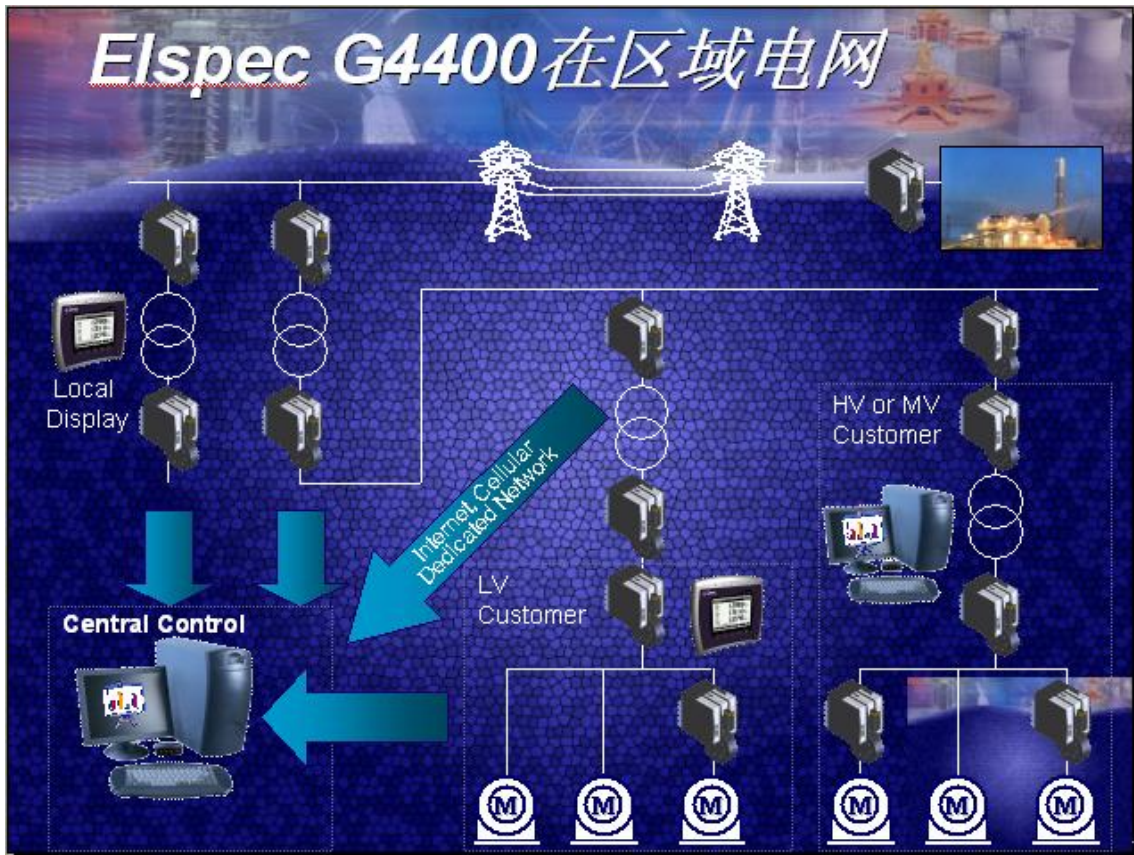 Elspec G4400在区域电网
Local
Display
HV or MV
Customer
Internet, Cellular
Dedicated Network
LV
Customer
Central Control
M
M
M
M
M
M